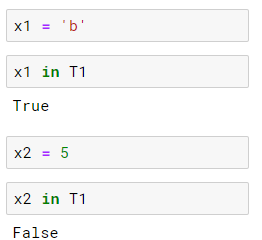 x1 = 'b'
x1 in T1
True
x2 = 5
x2 in T1
False